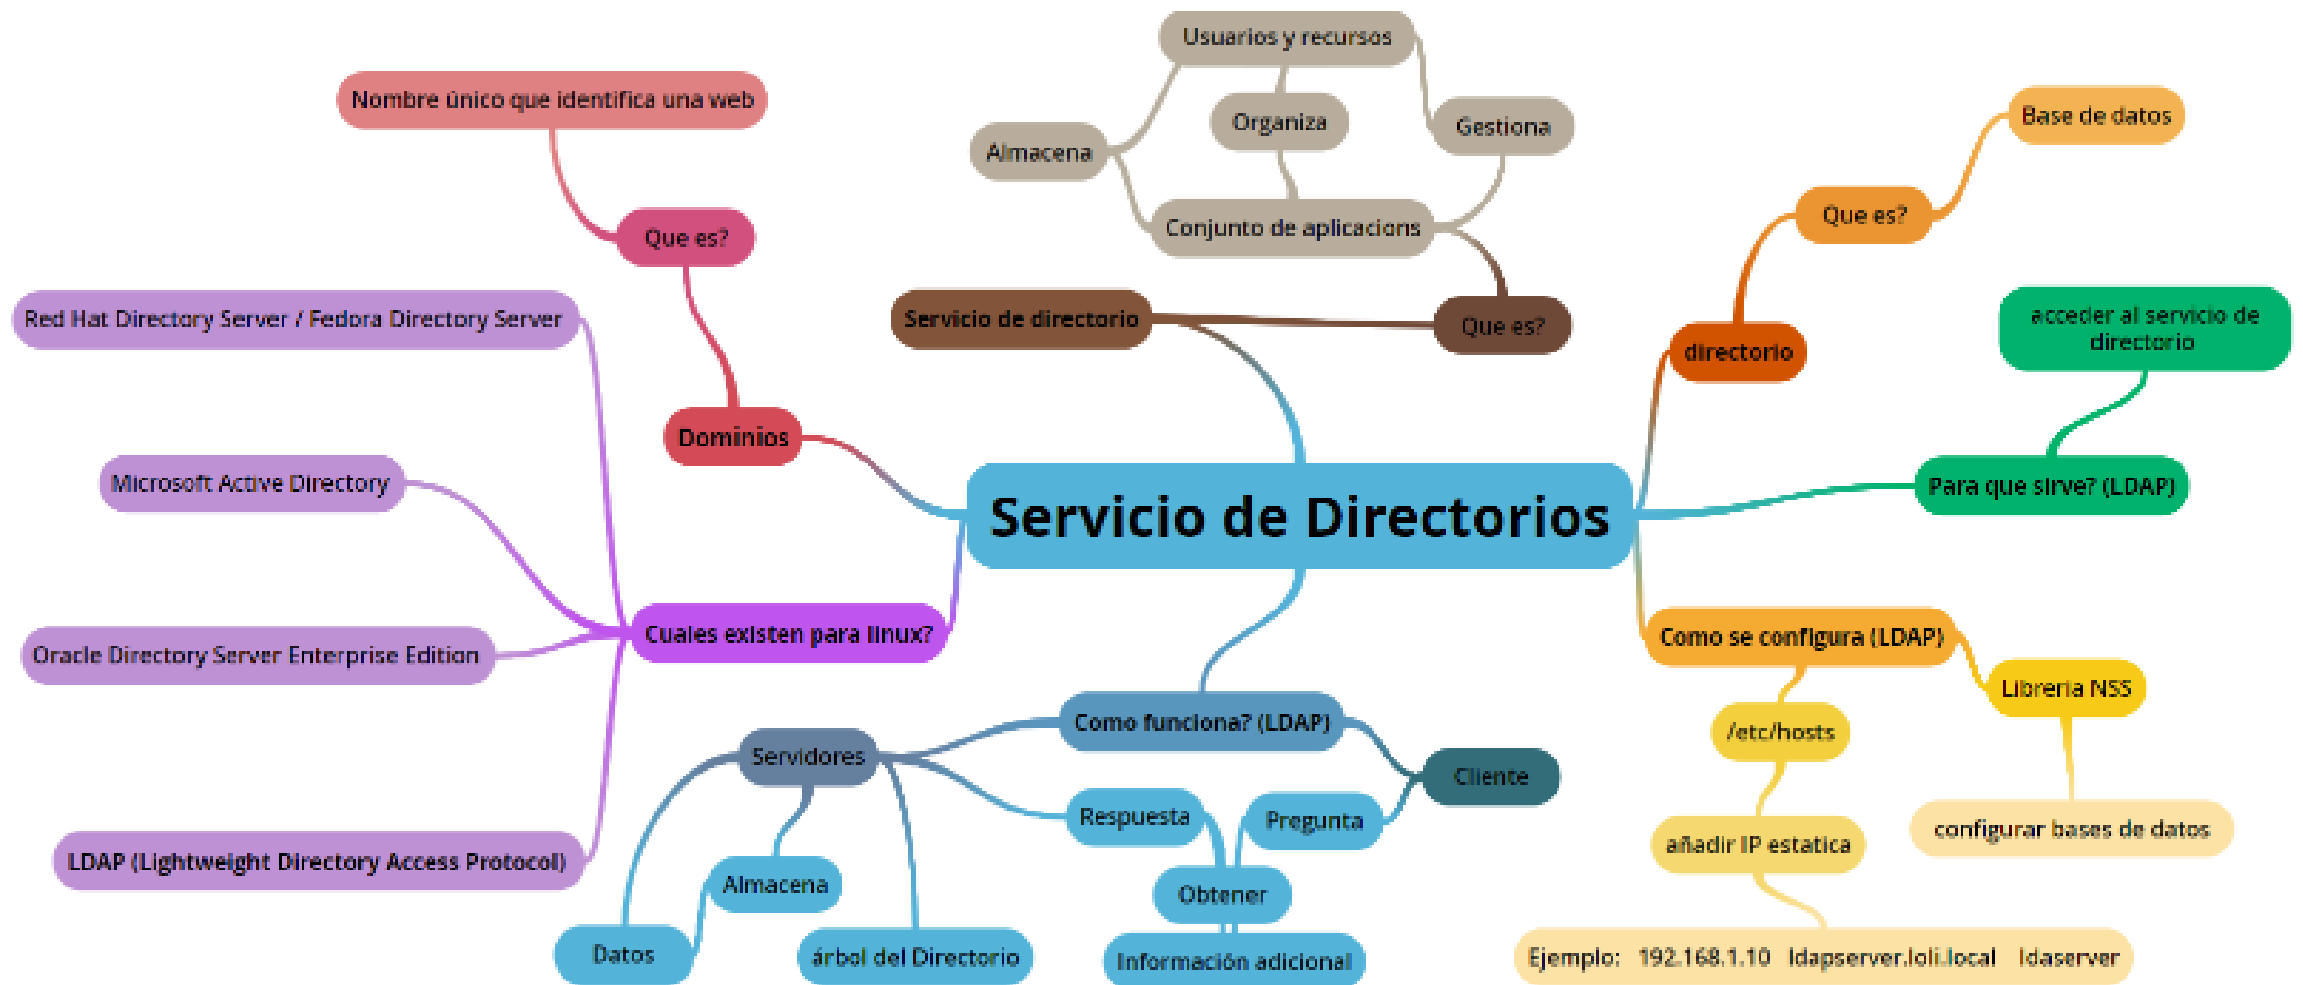 Usuarios y recursos
Nombre único que identifica una web
Organiza
Gestiona
Almacena
Base de datos
Que es?
Conjunto de aplicacions
Que es?
Red Hat Directory Server / Fedora Directory Server
Servicio de directorio
Que es?
directorio
acceder al servicio de
directorio
Dominios
Microsoft Active Directory
Servicio de Directorios
Para que sirve? (LDAP)
Cuales existen para linux?
Oracle Directory Server Enterprise Edition
Como se configura (LDAP)
Libreria NSS
Como funciona? (LDAP)
/etc/hosts
Servidores
Cliente
Respuesta
Pregunta
configurar bases de datos
añadir IP estatica
LDAP (Lightweight Directory Access Protocol)
Almacena
Obtener
Datos
árbol del Directorio
Información adicional
Ejemplo: 192.168.1.10 ldapserver.loli.local ldaserver